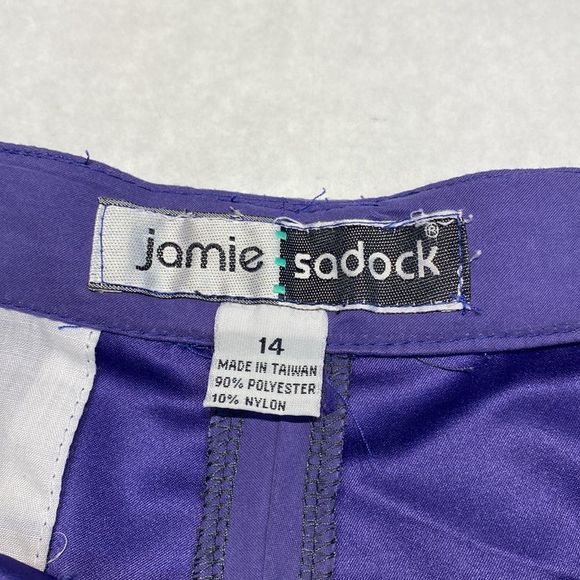 jamie sadock®
14
MADE IN TAIWAN
90% POLYESTER
10% NYLON